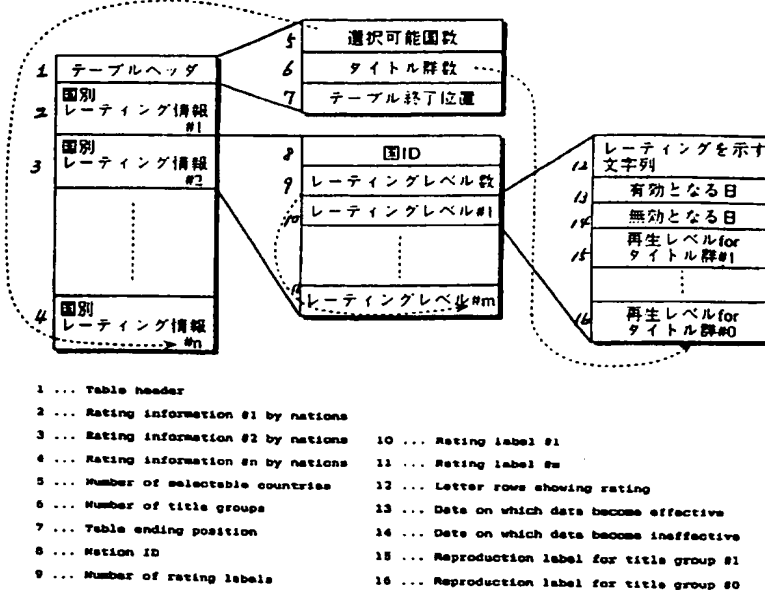 1 テーブルヘッダ
2 国別
レーティング情報
#1
3 国別
レーティング情報
#2
4 国別
レーティング情報
#n
5 選択可能国数
6 タイトル群数
7 テーブル終了位置
8 国ID
9 レーティングレベル数
10 レーティングレベル#1
11 レーティングレベル#m
12 レーティングを示す
文字列
13 有効となる日
14 無効となる日
15 再生レベルfor
タイトル群#1
16 再生レベルfor
タイトル群#0
1 ... Table header
2 ... Rating information #1 by nations
3 ... Rating information #2 by nations
4 ... Rating information #n by nations
5 ... Number of selectable countries
6 ... Number of title groups
7 ... Table ending position
8 ... Nation ID
9 ... Number of rating labels
10 ... Rating label #1
11 ... Rating label #m
12 ... Letter rows showing rating
13 ... Date on which data become effective
14 ... Date on which data become ineffective
15 ... Reproduction label for title group #1
16 ... Reproduction label for title group #0